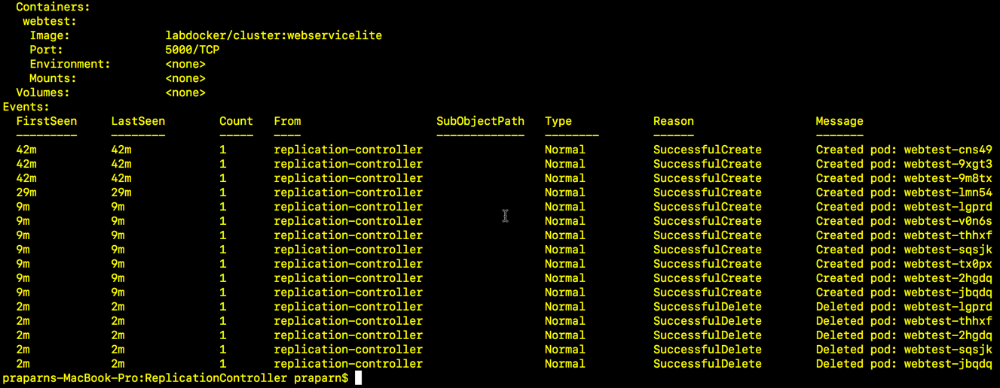 Containers:
webtest:
Image: labdocker/cluster:webservicelite
Port: 5000/TCP
Environment: <none>
Mounts: <none>
Volumes: <none>
Events:
FirstSeen LastSeen Count From SubObjectPath Type Reason Message
--------- -------- ----- ---- ------------- -------- ------ -------
42m 42m 1 replication-controller Normal SuccessfulCreate Created pod: webtest-cns49
42m 42m 1 replication-controller Normal SuccessfulCreate Created pod: webtest-9xgt3
42m 42m 1 replication-controller Normal SuccessfulCreate Created pod: webtest-9m8tx
29m 29m 1 replication-controller Normal SuccessfulCreate Created pod: webtest-lmn54
9m 9m 1 replication-controller Normal SuccessfulCreate Created pod: webtest-lgprd
9m 9m 1 replication-controller Normal SuccessfulCreate Created pod: webtest-v0n6s
9m 9m 1 replication-controller Normal SuccessfulCreate Created pod: webtest-thhxf
9m 9m 1 replication-controller Normal SuccessfulCreate Created pod: webtest-sqsjk
9m 9m 1 replication-controller Normal SuccessfulCreate Created pod: webtest-tx0px
9m 9m 1 replication-controller Normal SuccessfulCreate Created pod: webtest-2hgdq
9m 9m 1 replication-controller Normal SuccessfulCreate Created pod: webtest-jbqdq
2m 2m 1 replication-controller Normal SuccessfulDelete Deleted pod: webtest-lgprd
2m 2m 1 replication-controller Normal SuccessfulDelete Deleted pod: webtest-thhxf
2m 2m 1 replication-controller Normal SuccessfulDelete Deleted pod: webtest-2hgdq
2m 2m 1 replication-controller Normal SuccessfulDelete Deleted pod: webtest-sqsjk
2m 2m 1 replication-controller Normal SuccessfulDelete Deleted pod: webtest-jbqdq
praparns-MacBook-Pro:ReplicationController praparn$